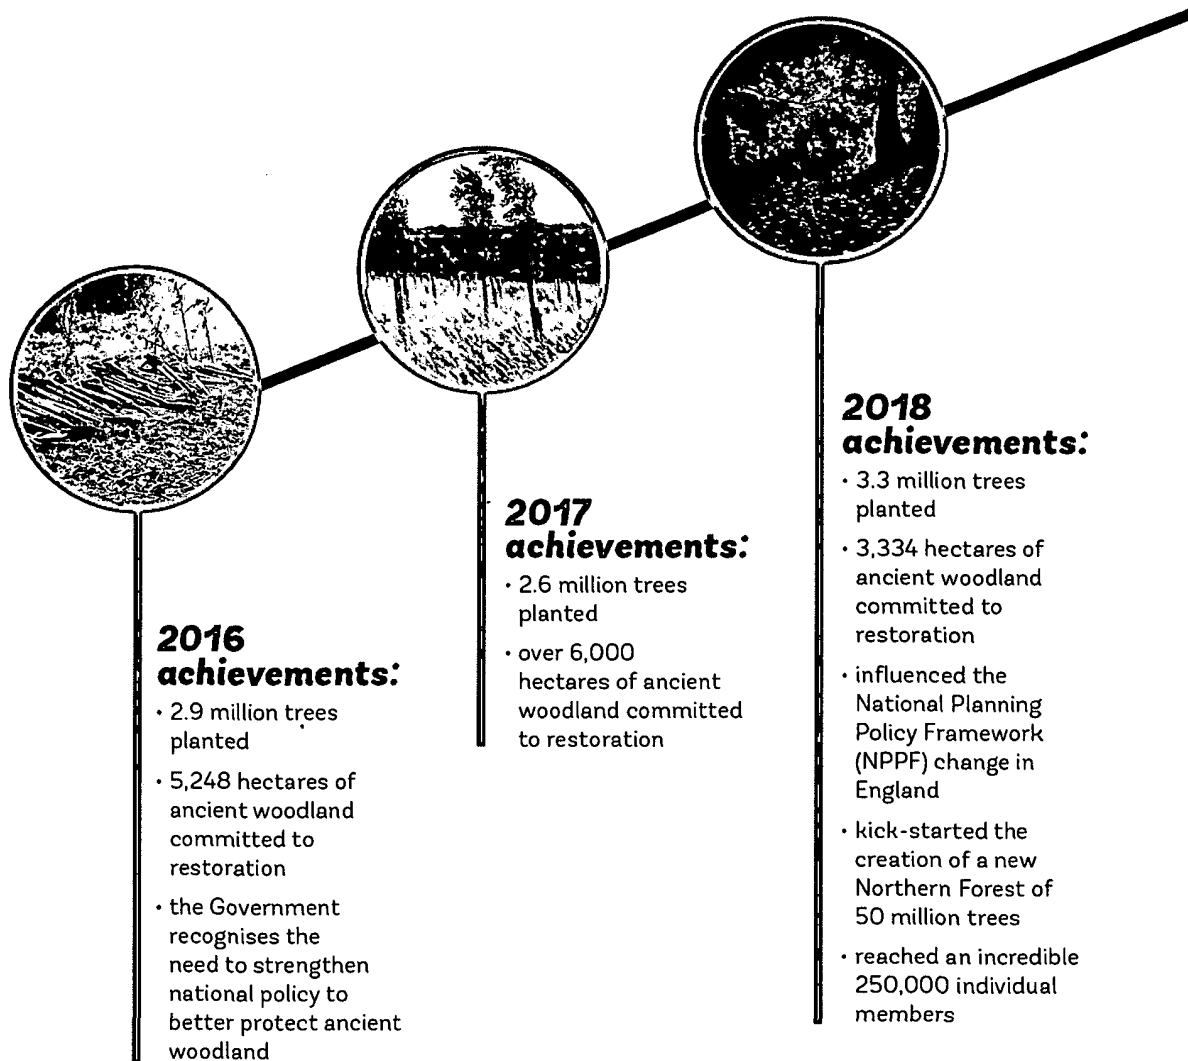 2016
achievements:
· 2.9 million trees
planted
· 5,248 hectares of
ancient woodland
committed to
restoration
· the Government
recognises the
need to strengthen
national policy to
better protect ancient
woodland
2017
achievements:
· 2.6 million trees
planted
· over 6,000
hectares of ancient
woodland committed
to restoration
2018
achievements:
· 3.3 million trees
planted
· 3,334 hectares of
ancient woodland
committed to
restoration
· influenced the
National Planning
Policy Framework
(NPPF) change in
England
· kick-started the
creation of a new
Northern Forest of
50 million trees
· reached an incredible
250,000 individual
members